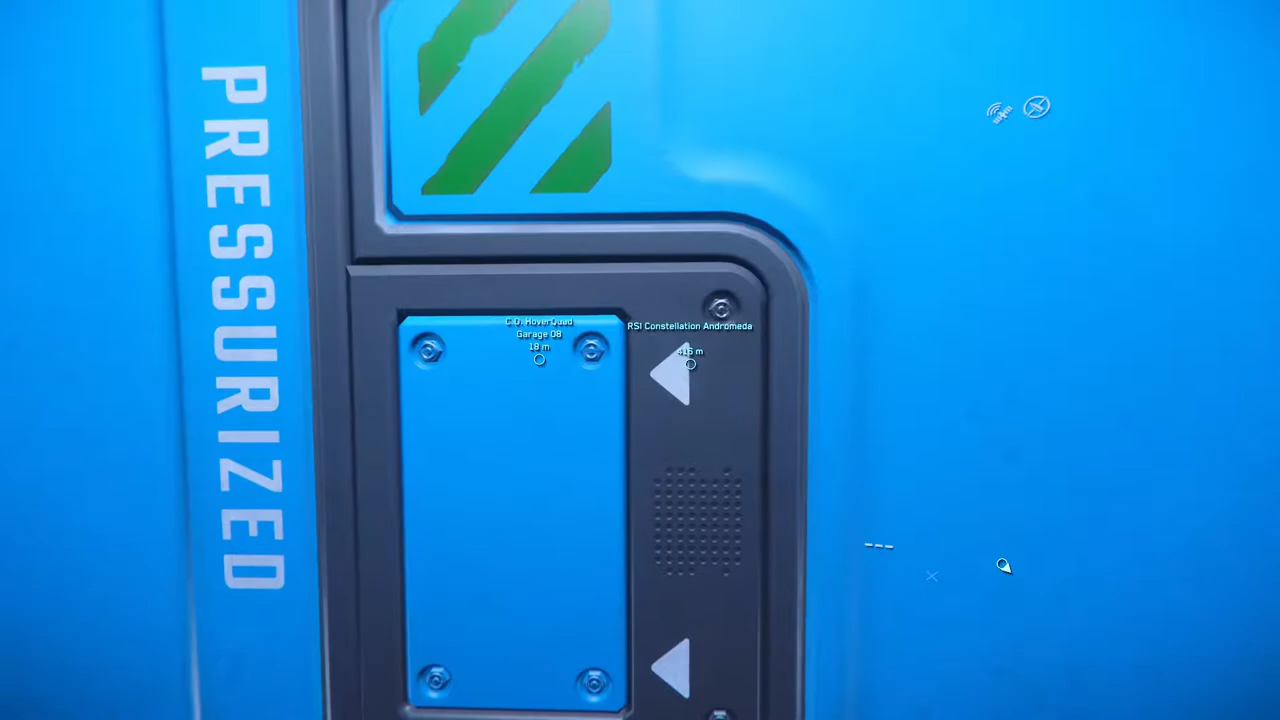 PRESSURIZED
C.O. HoverQuad
Garage 08
18 m
RSI Constellation Andromeda
416 m